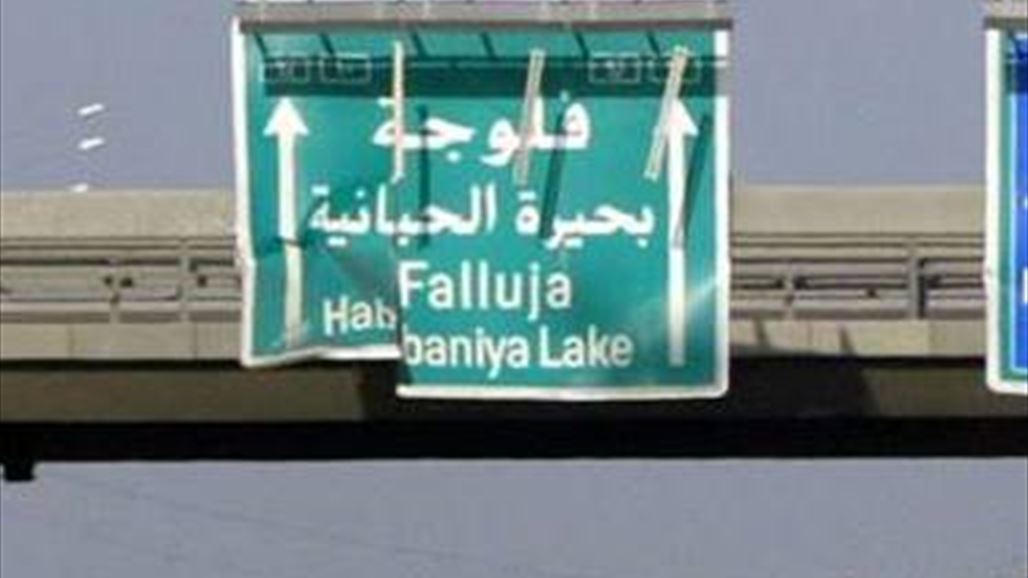 فلوجة
بحيرة الحبانية
Falluja
Habbaniya Lake